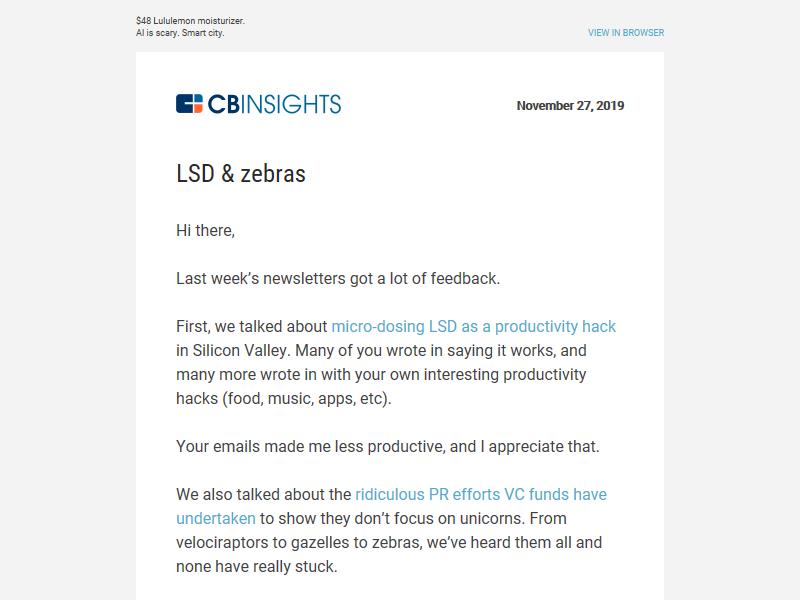 $48 Lululemon moisturizer.
AI is scary. Smart city.
VIEW IN BROWSER
CBINSIGHTS
November 27, 2019
LSD & zebras
Hi there,
Last week’s newsletters got a lot of feedback.
First, we talked about micro-dosing LSD as a productivity hack
in Silicon Valley. Many of you wrote in saying it works, and
many more wrote in with your own interesting productivity
hacks (food, music, apps, etc).
Your emails made me less productive, and I appreciate that.
We also talked about the ridiculous PR efforts VC funds have
undertaken to show they don’t focus on unicorns. From
velociraptors to gazelles to zebras, we’ve heard them all and
none have really stuck.